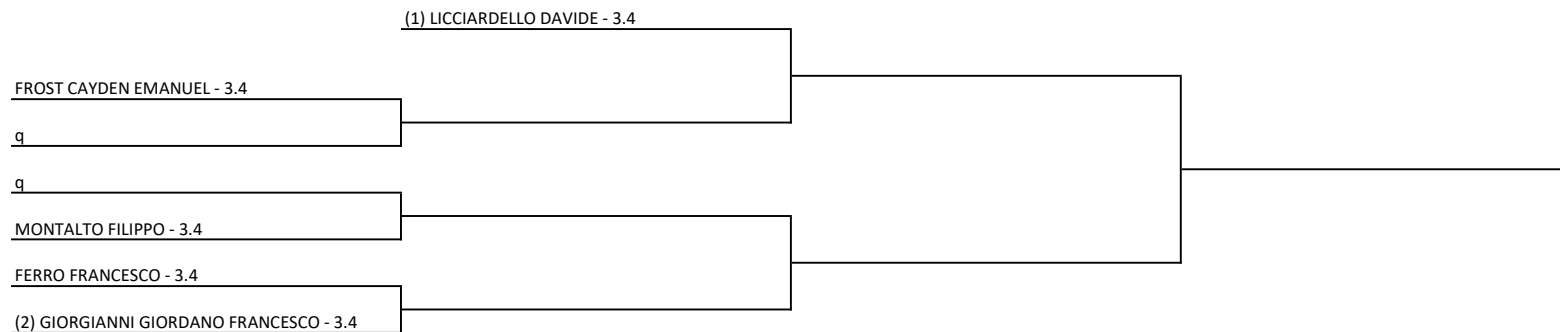 (1) LICCIARDELLO DAVIDE - 3.4
FROST CAYDEN EMANUEL - 3.4
q
q
MONTALTO FILIPPO - 3.4
FERRO FRANCESCO - 3.4
(2) GIORGIANNI GIORDANO FRANCESCO - 3.4